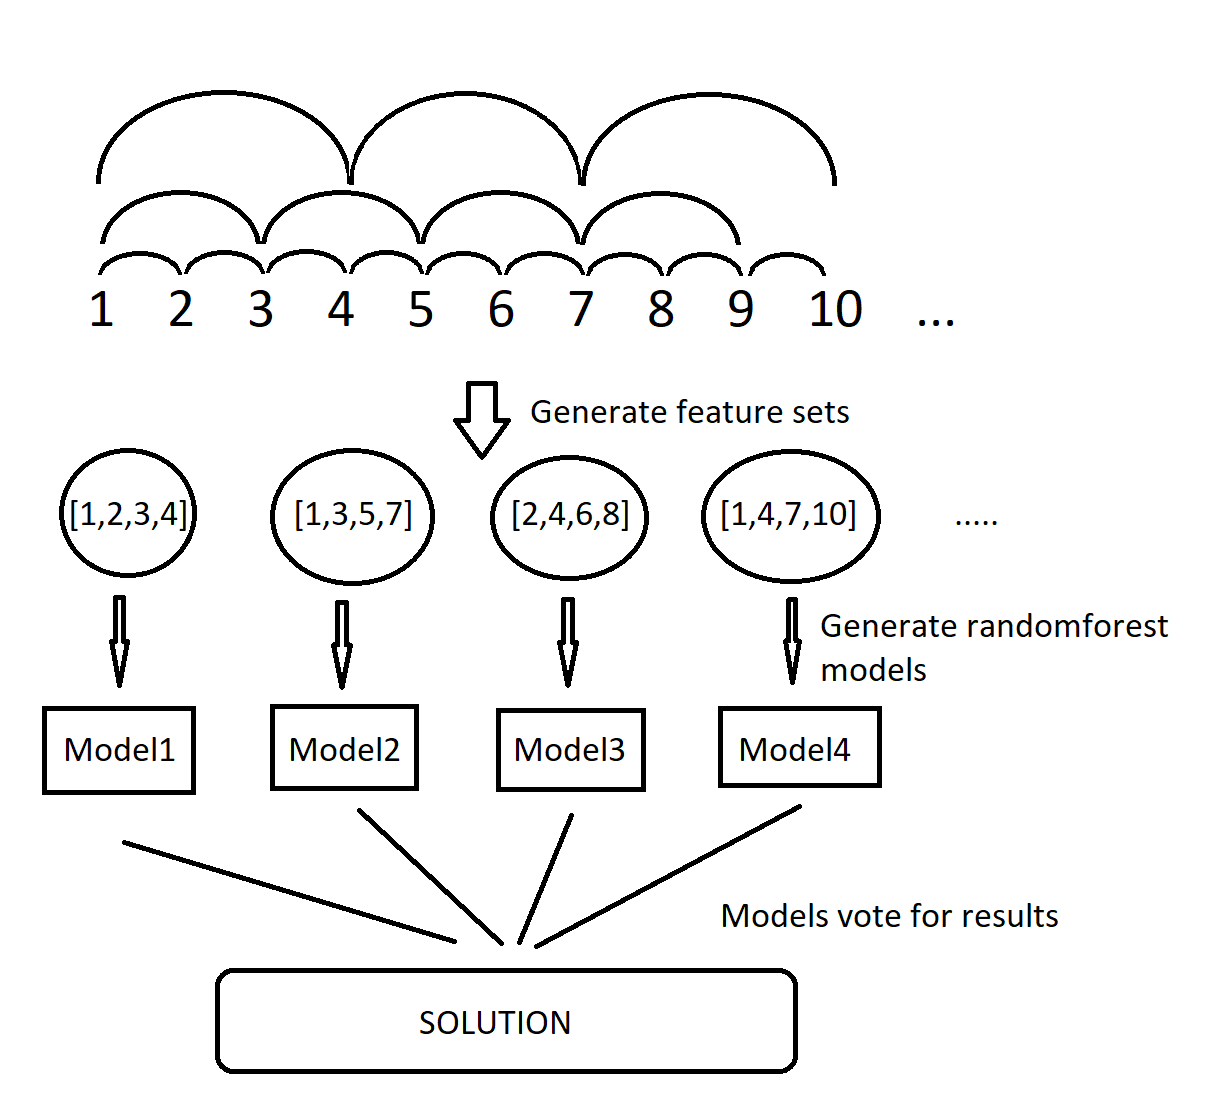 1 2 3 4 5 6 7 8 9 10 ...
Generate feature sets
[1,2,3,4] [1,3,5,7] [2,4,6,8] [1,4,7,10] .....
Generate randomforest
models
Model1 Model2 Model3 Model4
Models vote for results
SOLUTION